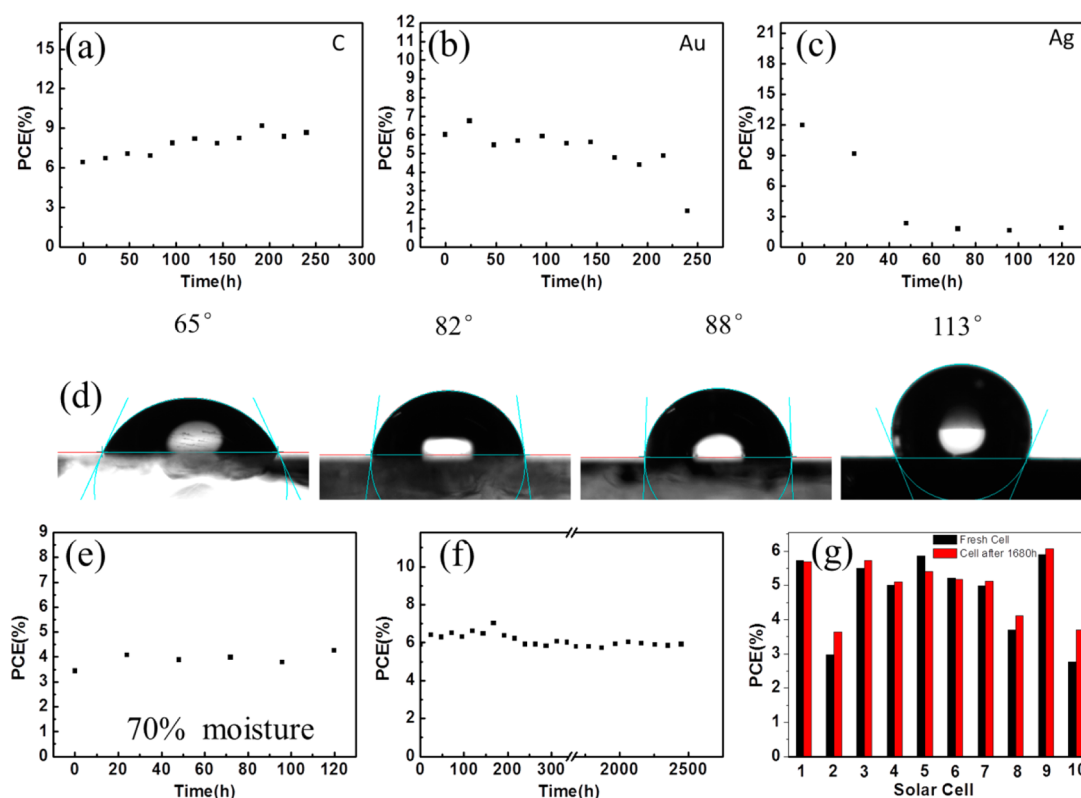 (a)
C
PCE(%)
15
12
9
6
3
0
0 50 100 150 200 250 300
Time(h)
(b)
Au
PCE(%)
12
11
10
9
8
7
6
5
4
3
2
1
0
0 50 100 150 200 250
Time(h)
(c)
Ag
PCE(%)
21
18
15
12
9
6
3
0
0 20 40 60 80 100 120
Time(h)
65° 82° 88° 113°
(d)
(e)
PCE(%)
9
8
7
6
5
4
3
2
1
0
70% moisture
0 20 40 60 80 100 120
Time(h)
(f)
PCE(%)
10
8
6
4
2
0
0 100 200 300 2000 2500
Time(h)
(g)
Fresh Cell
Cell after 1680h
PCE(%)
6
5
4
3
2
1
0
1 2 3 4 5 6 7 8 9 10
Solar Cell